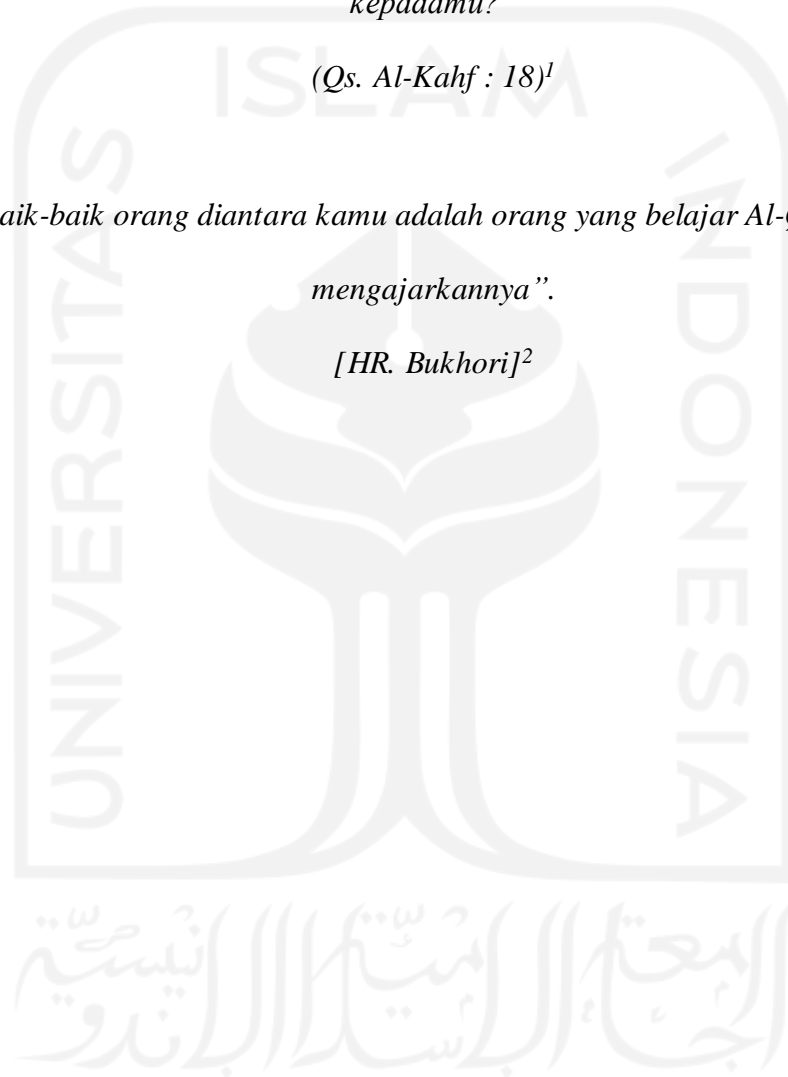 kepadamu?
(Qs. Al-Kahf : 18)¹
aik-baik orang diantara kamu adalah orang yang belajar Al-
mengajarkannya”.
[HR. Bukhori]²
ISLAM
UNIVERSITAS
INDONESIA